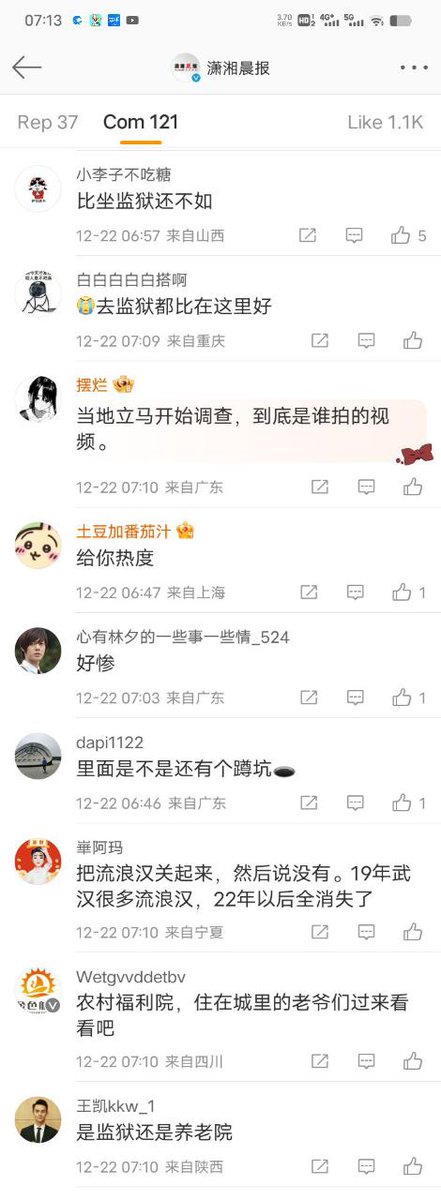 07:13
3.70
KB/s
HD 1 2
4G+
5G
潇湘晨报
Rep 37 Com 121 Like 1.1K
小李子不吃糖
比坐监狱还不如
12-22 06:57 来自山西 5
白白白白白搭啊
😭去监狱都比在这里好
12-22 07:09 来自重庆
摆烂
当地立马开始调查，到底是谁拍的视
频。
12-22 07:10 来自广东
土豆加番茄汁
给你热度
12-22 06:47 来自上海 1
心有林夕的一些事一些情_524
好惨
12-22 07:03 来自广东 1
dapi1122
里面是不是还有个蹲坑🕳️
12-22 06:46 来自广东 1
崋阿玛
把流浪汉关起来，然后说没有。19年武
汉很多流浪汉，22年以后全消失了
12-22 07:10 来自宁夏
Wetgvvddetbv
农村福利院，住在城里的老爷们过来看
看吧
12-22 07:10 来自四川
王凯kkw_1
是监狱还是养老院
12-22 07:10 来自陕西